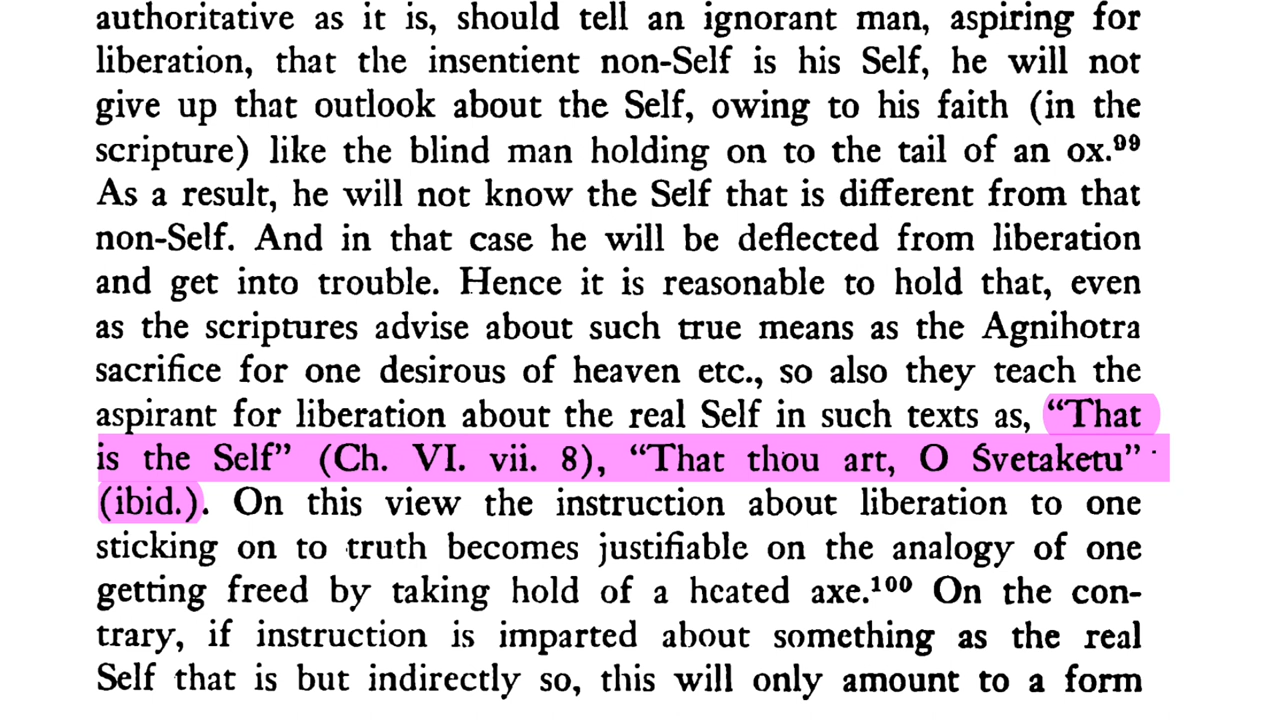 authoritative as it is, should tell an ignorant man, aspiring for
liberation, that the insentient non-Self is his Self, he will not
give up that outlook about the Self, owing to his faith (in the
scripture) like the blind man holding on to the tail of an ox.⁹⁹
As a result, he will not know the Self that is different from that
non-Self. And in that case he will be deflected from liberation
and get into trouble. Hence it is reasonable to hold that, even
as the scriptures advise about such true means as the Agnihotra
sacrifice for one desirous of heaven etc., so also they teach the
aspirant for liberation about the real Self in such texts as, “That
is the Self” (Ch. VI. vii. 8), “That thou art, O Śvetaketu”
(ibid.). On this view the instruction about liberation to one
sticking on to truth becomes justifiable on the analogy of one
getting freed by taking hold of a heated axe.¹⁰⁰ On the con-
trary, if instruction is imparted about something as the real
Self that is but indirectly so, this will only amount to a form